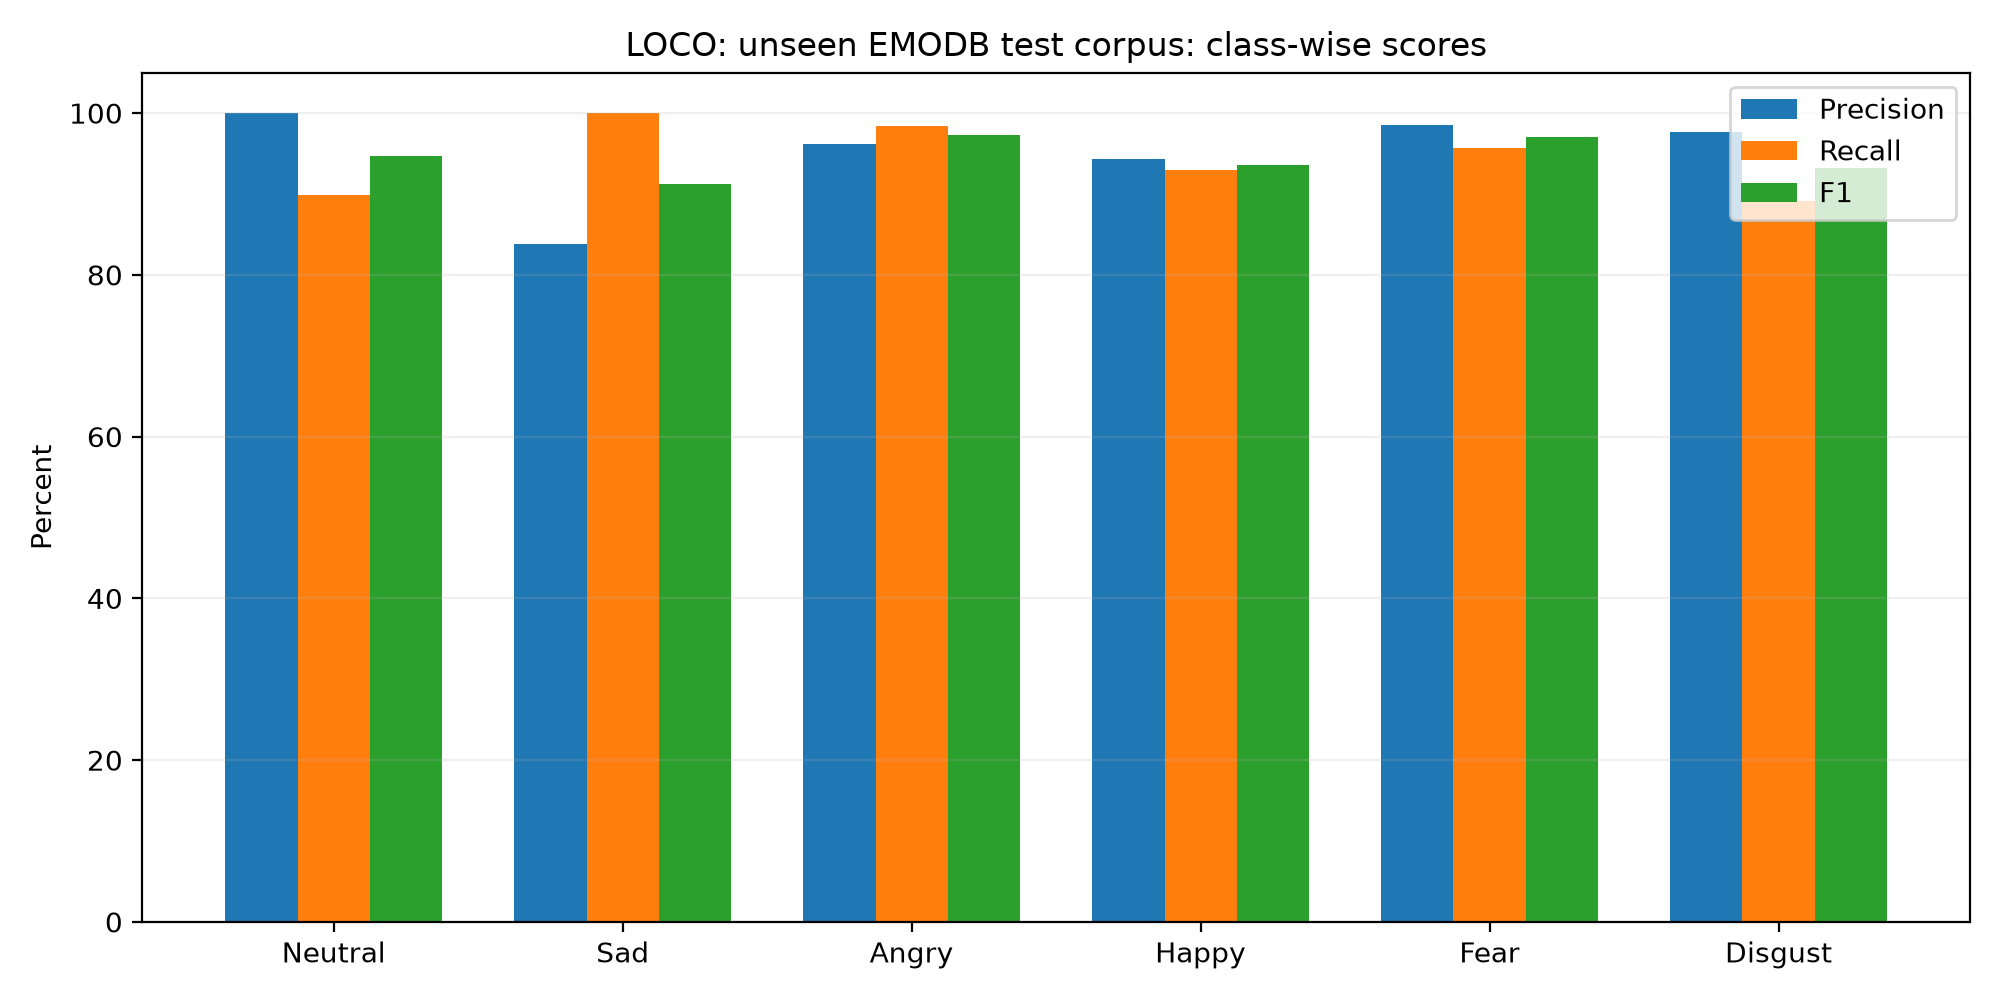 LOCO: unseen EMODB test corpus: class-wise scores
Precision
Recall
F1
Percent
100
80
60
40
20
0
Neutral
Sad
Angry
Happy
Fear
Disgust